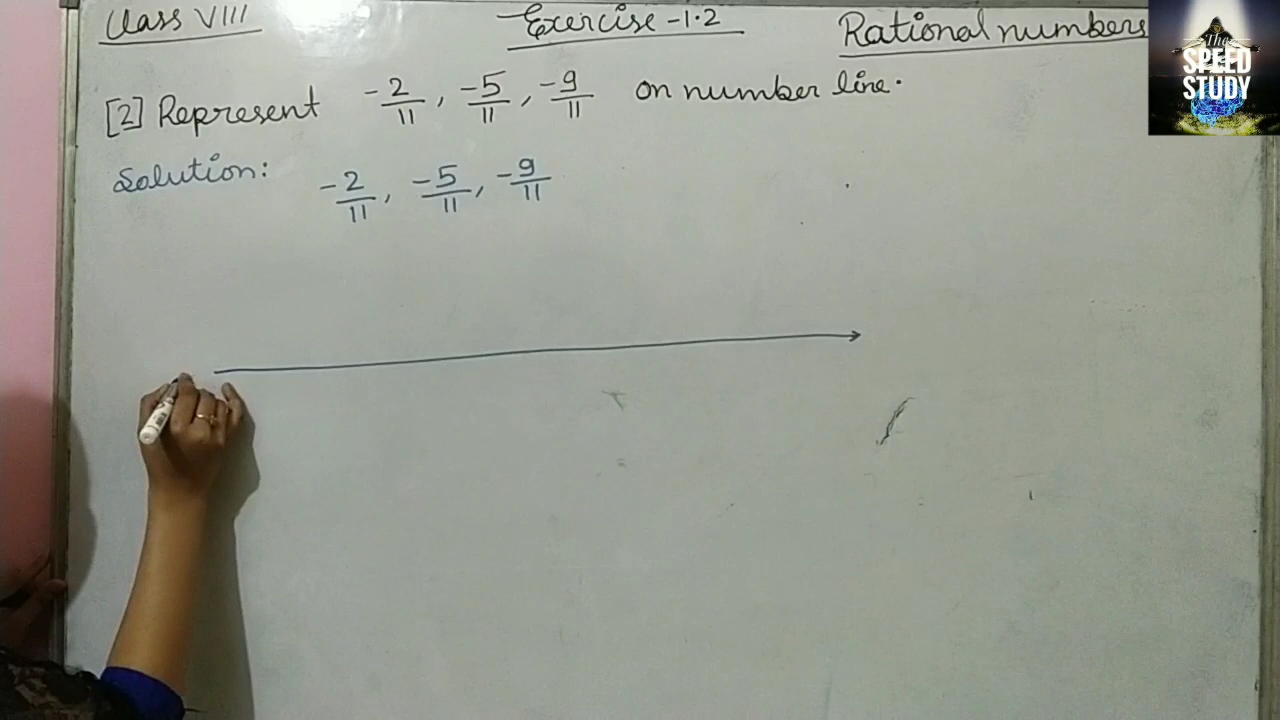 Class VIII Exercise-1.2 Rational numbers
The
SPEED
STUDY
[2] Represent -2/11, -5/11, -9/11 on number line.
Solution: -2/11, -5/11, -9/11